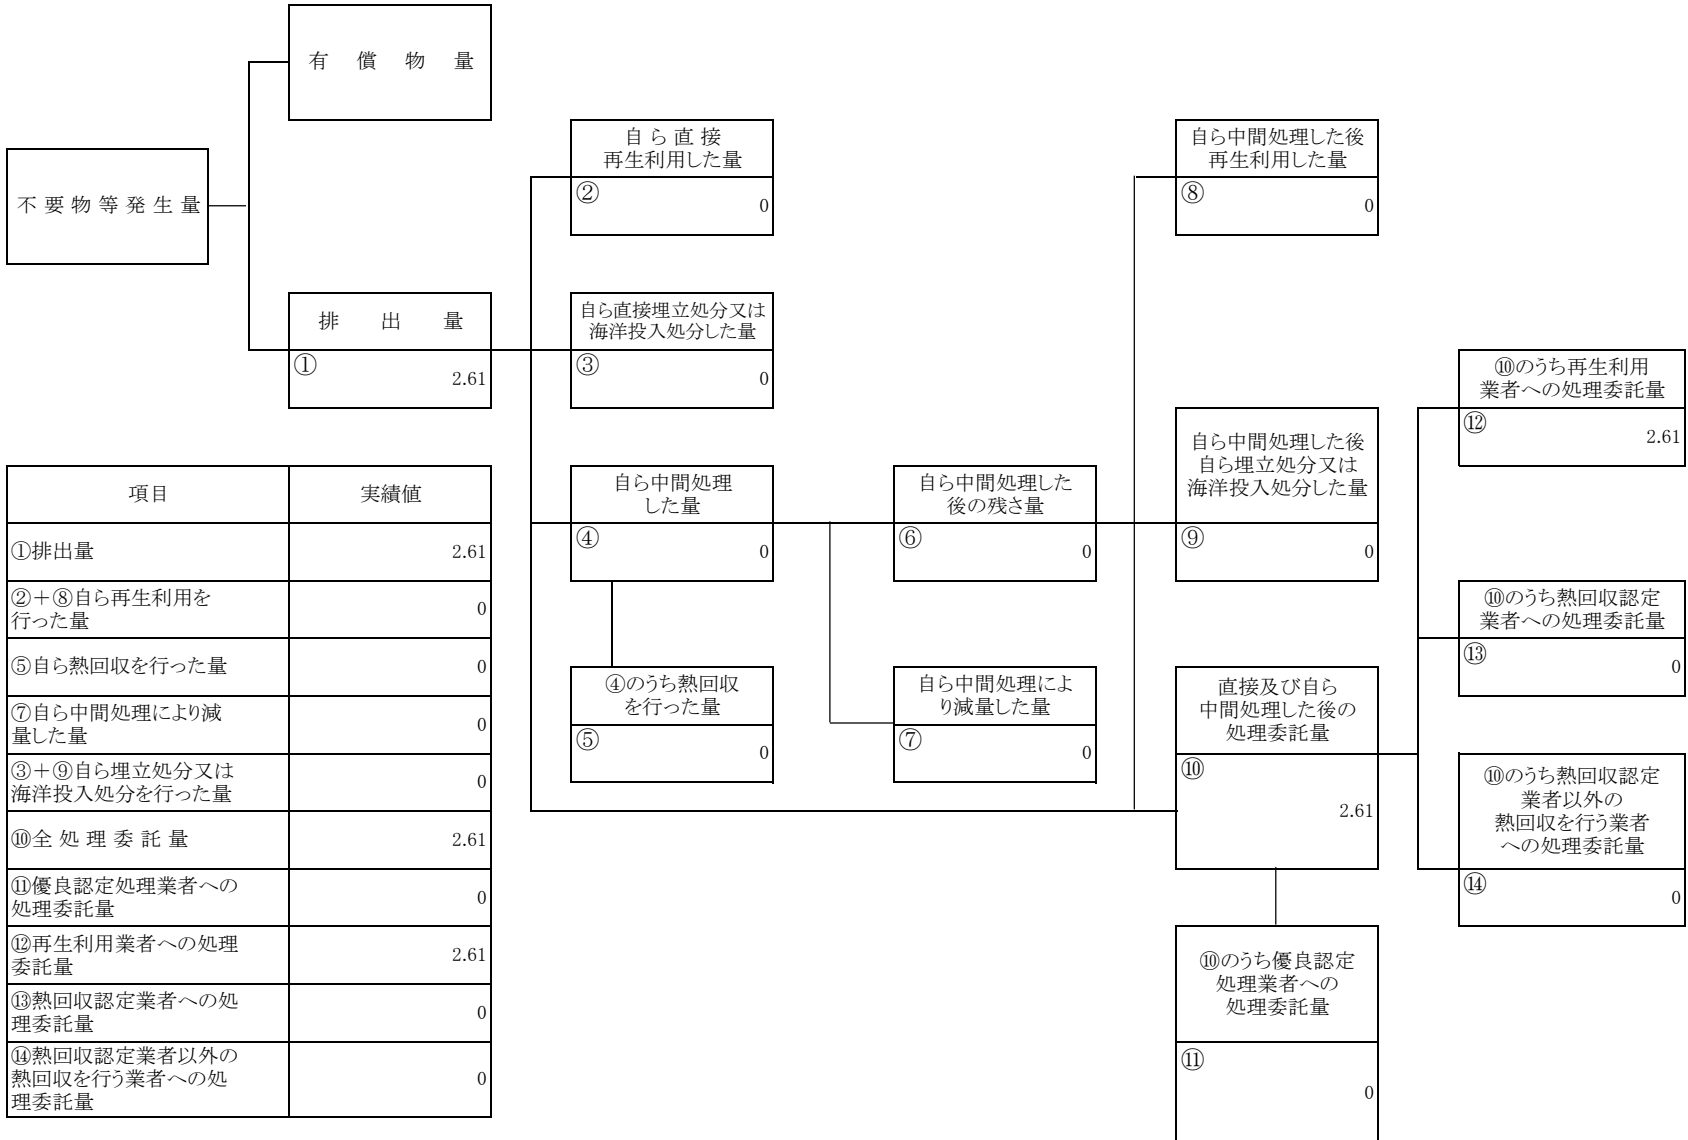 有 償 物 量
不 要 物 等 発 生 量
排 出 量
①
2.61
自 ら 直 接
再生利用した量
②
0
自ら直接埋立処分又は
海洋投入処分した量
③
0
自ら中間処理
した量
④
0
④のうち熱回収
を行った量
⑤
0
自ら中間処理した
後の残さ量
⑥
0
自ら中間処理によ
り減量した量
⑦
0
自ら中間処理した後
再生利用した量
⑧
0
自ら中間処理した後
自ら埋立処分又は
海洋投入処分した量
⑨
0
直接及び自ら
中間処理した後の
処理委託量
⑩
2.61
⑩のうち優良認定
処理業者への
処理委託量
⑪
0
⑩のうち再生利用
業者への処理委託量
⑫
2.61
⑩のうち熱回収認定
業者への処理委託量
⑬
0
⑩のうち熱回収認定
業者以外の
熱回収を行う業者
への処理委託量
⑭
0
項目 実績値
①排出量 2.61
②＋⑧自ら再生利用を
行った量 0
⑤自ら熱回収を行った量 0
⑦自ら中間処理により減
量した量 0
③＋⑨自ら埋立処分又は
海洋投入処分を行った量 0
⑩全 処 理 委 託 量 2.61
⑪優良認定処理業者への
処理委託量 0
⑫再生利用業者への処理
委託量 2.61
⑬熱回収認定業者への処
理委託量 0
⑭熱回収認定業者以外の
熱回収を行う業者への処
理委託量 0